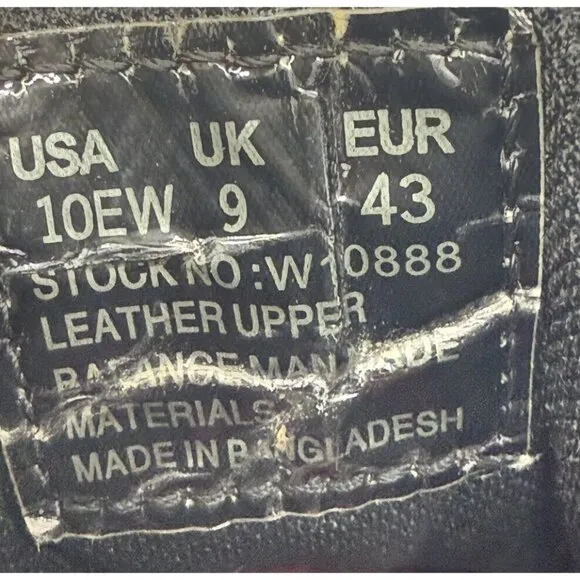 USA UK EUR
10EW 9 43
STOCK NO : W10888
LEATHER UPPER
BALANCE MAN MADE
MATERIALS
MADE IN BANGLADESH